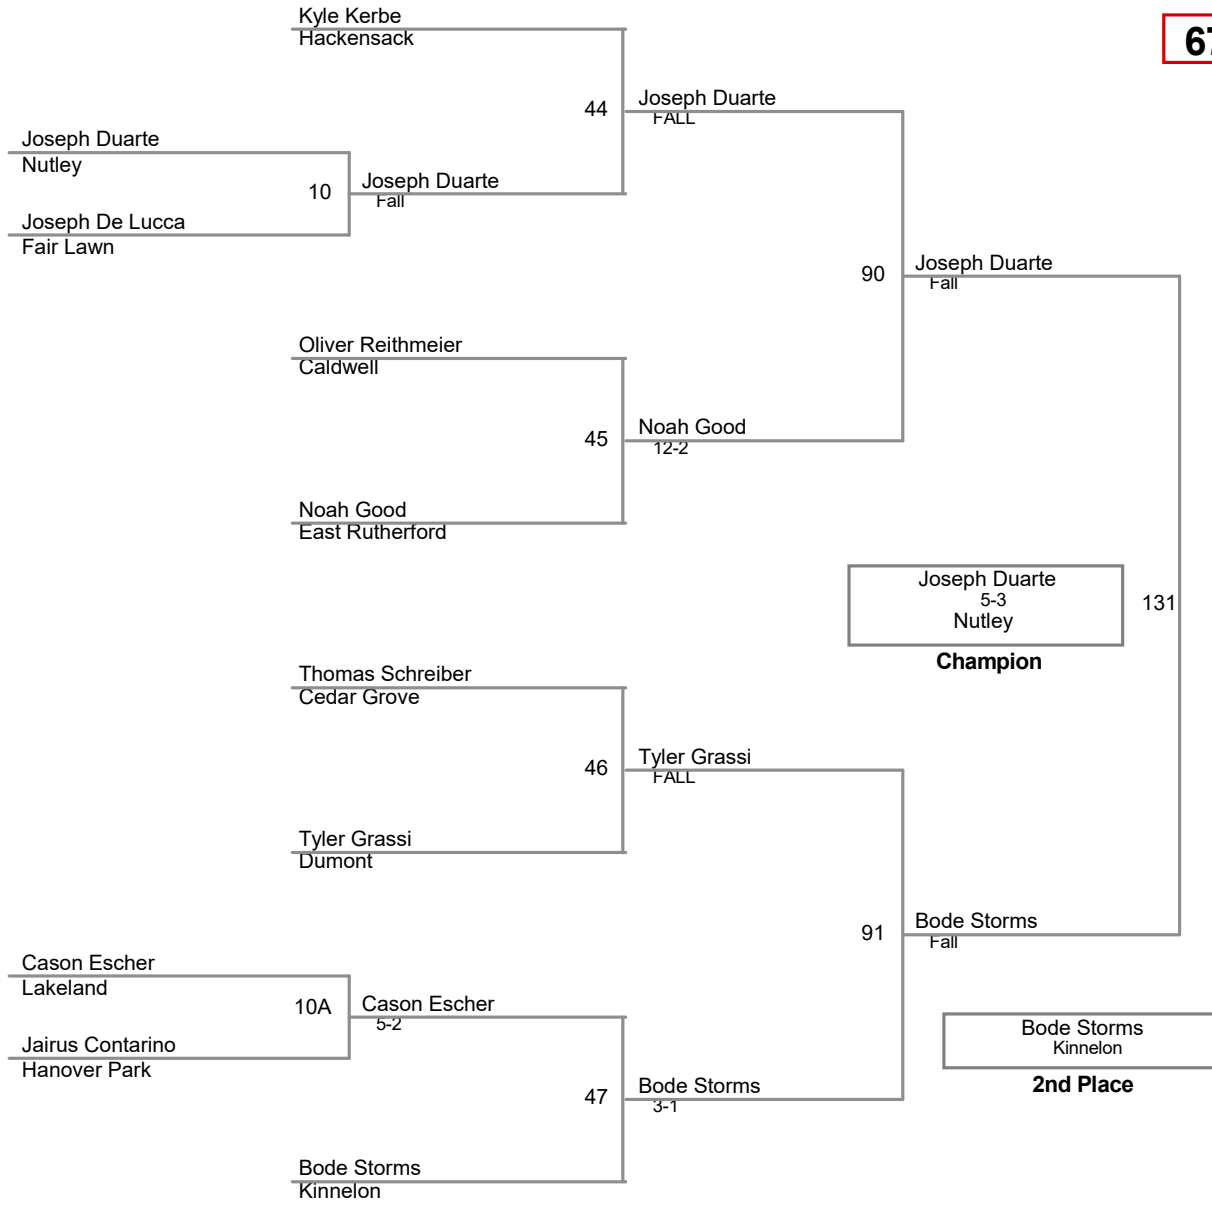 Kyle Kerbe
Hackensack
67
44
Joseph Duarte
FALL
Joseph Duarte
Nutley
10
Joseph Duarte
Fall
Joseph De Lucca
Fair Lawn
90
Joseph Duarte
Fall
Oliver Reithmeier
Caldwell
45
Noah Good
12-2
Noah Good
East Rutherford
Joseph Duarte
5-3
Nutley
131
Champion
Thomas Schreiber
Cedar Grove
46
Tyler Grassi
FALL
Tyler Grassi
Dumont
91
Bode Storms
Fall
Cason Escher
Lakeland
10A
Cason Escher
5-2
Jairus Contarino
Hanover Park
Bode Storms
Kinnelon
2nd Place
47
Bode Storms
3-1
Bode Storms
Kinnelon